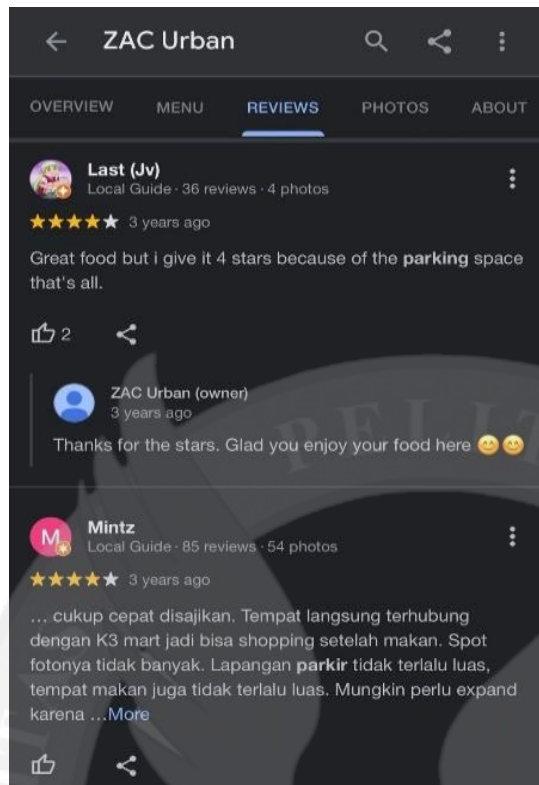 ZAC Urban
OVERVIEW MENU REVIEWS PHOTOS ABOUT
Last (Jv)
Local Guide · 36 reviews · 4 photos
3 years ago
Great food but i give it 4 stars because of the parking space
that's all.
2
ZAC Urban (owner)
3 years ago
Thanks for the stars. Glad you enjoy your food here 😊😊
M
Mintz
Local Guide · 85 reviews · 54 photos
3 years ago
... cukup cepat disajikan. Tempat langsung terhubung
dengan K3 mart jadi bisa shopping setelah makan. Spot
fotonya tidak banyak. Lapangan parkir tidak terlalu luas,
tempat makan juga tidak terlalu luas. Mungkin perlu expand
karena ...More